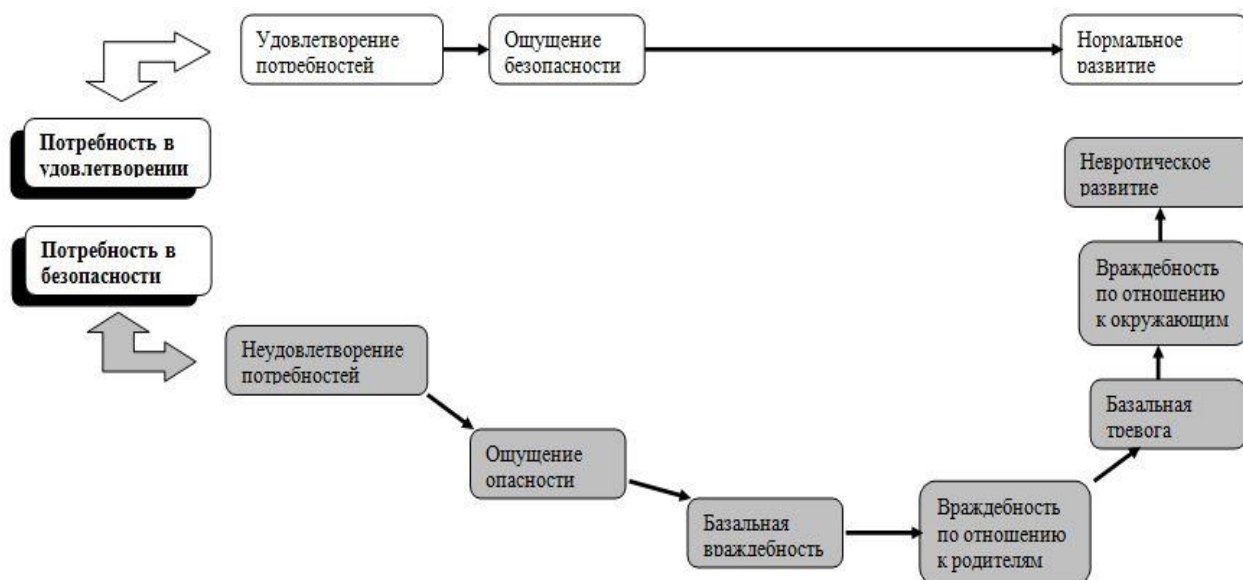 Удовлетворение
потребностей
Ощущение
безопасности
Нормальное
развитие
Потребность в
удовлетворении
Потребность в
безопасности
Неудовлетворение
потребностей
Ощущение
опасности
Базальная
враждебность
Враждебность
по отношению
к родителям
Базальная
тревога
Враждебность
по отношению
к окружающим
Невротическое
развитие